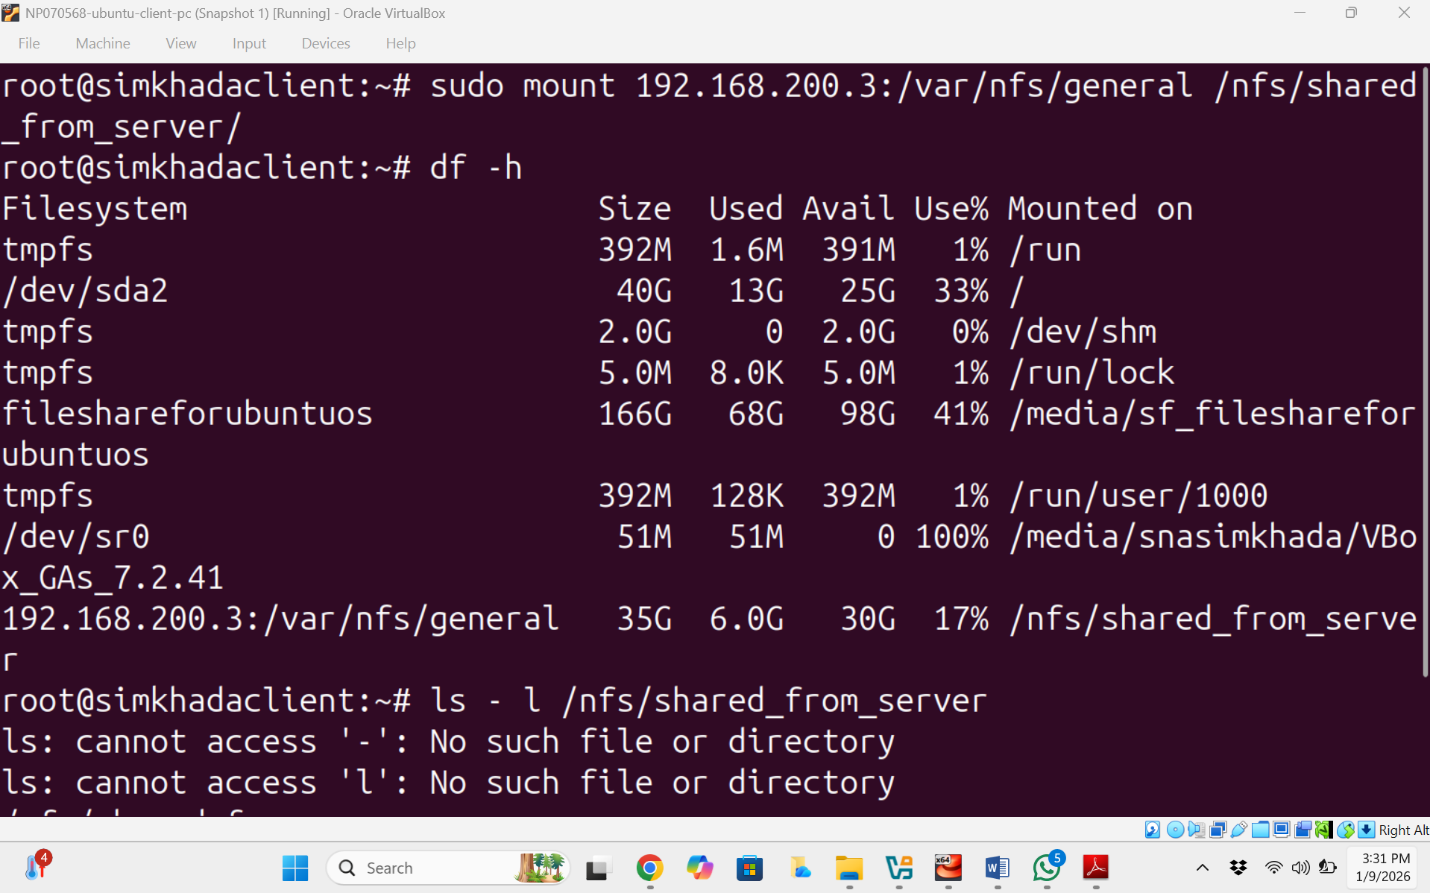 NP070568-ubuntu-client-pc (Snapshot 1) [Running] - Oracle VirtualBox
File Machine View Input Devices Help
root@simkhadaclient:~# sudo mount 192.168.200.3:/var/nfs/general /nfs/shared
_from_server/
root@simkhadaclient:~# df -h
Filesystem Size Used Avail Use% Mounted on
tmpfs 392M 1.6M 391M 1% /run
/dev/sda2 40G 13G 25G 33% /
tmpfs 2.0G 0 2.0G 0% /dev/shm
tmpfs 5.0M 8.0K 5.0M 1% /run/lock
fileshareforubuntuos 166G 68G 98G 41% /media/sf_filesharefor
ubuntuos
tmpfs 392M 128K 392M 1% /run/user/1000
/dev/sr0 51M 51M 0 100% /media/snasimkhada/VBo
x_GAs_7.2.41
192.168.200.3:/var/nfs/general 35G 6.0G 30G 17% /nfs/shared_from_serve
r
root@simkhadaclient:~# ls - l /nfs/shared_from_server
ls: cannot access '-': No such file or directory
ls: cannot access 'l': No such file or directory
Right Alt
4
Search
x64
5
3:31 PM
1/9/2026